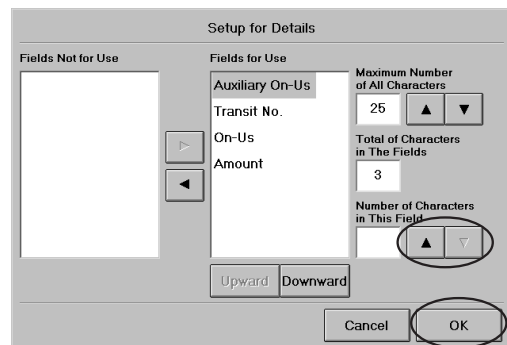 Setup for Details
Fields Not for Use
Fields for Use
Auxiliary On-Us
Transit No.
On-Us
Amount
Maximum Number
of All Characters
25
Total of Characters
in The Fields
3
Number of Characters
in This Field
Upward Downward
Cancel OK